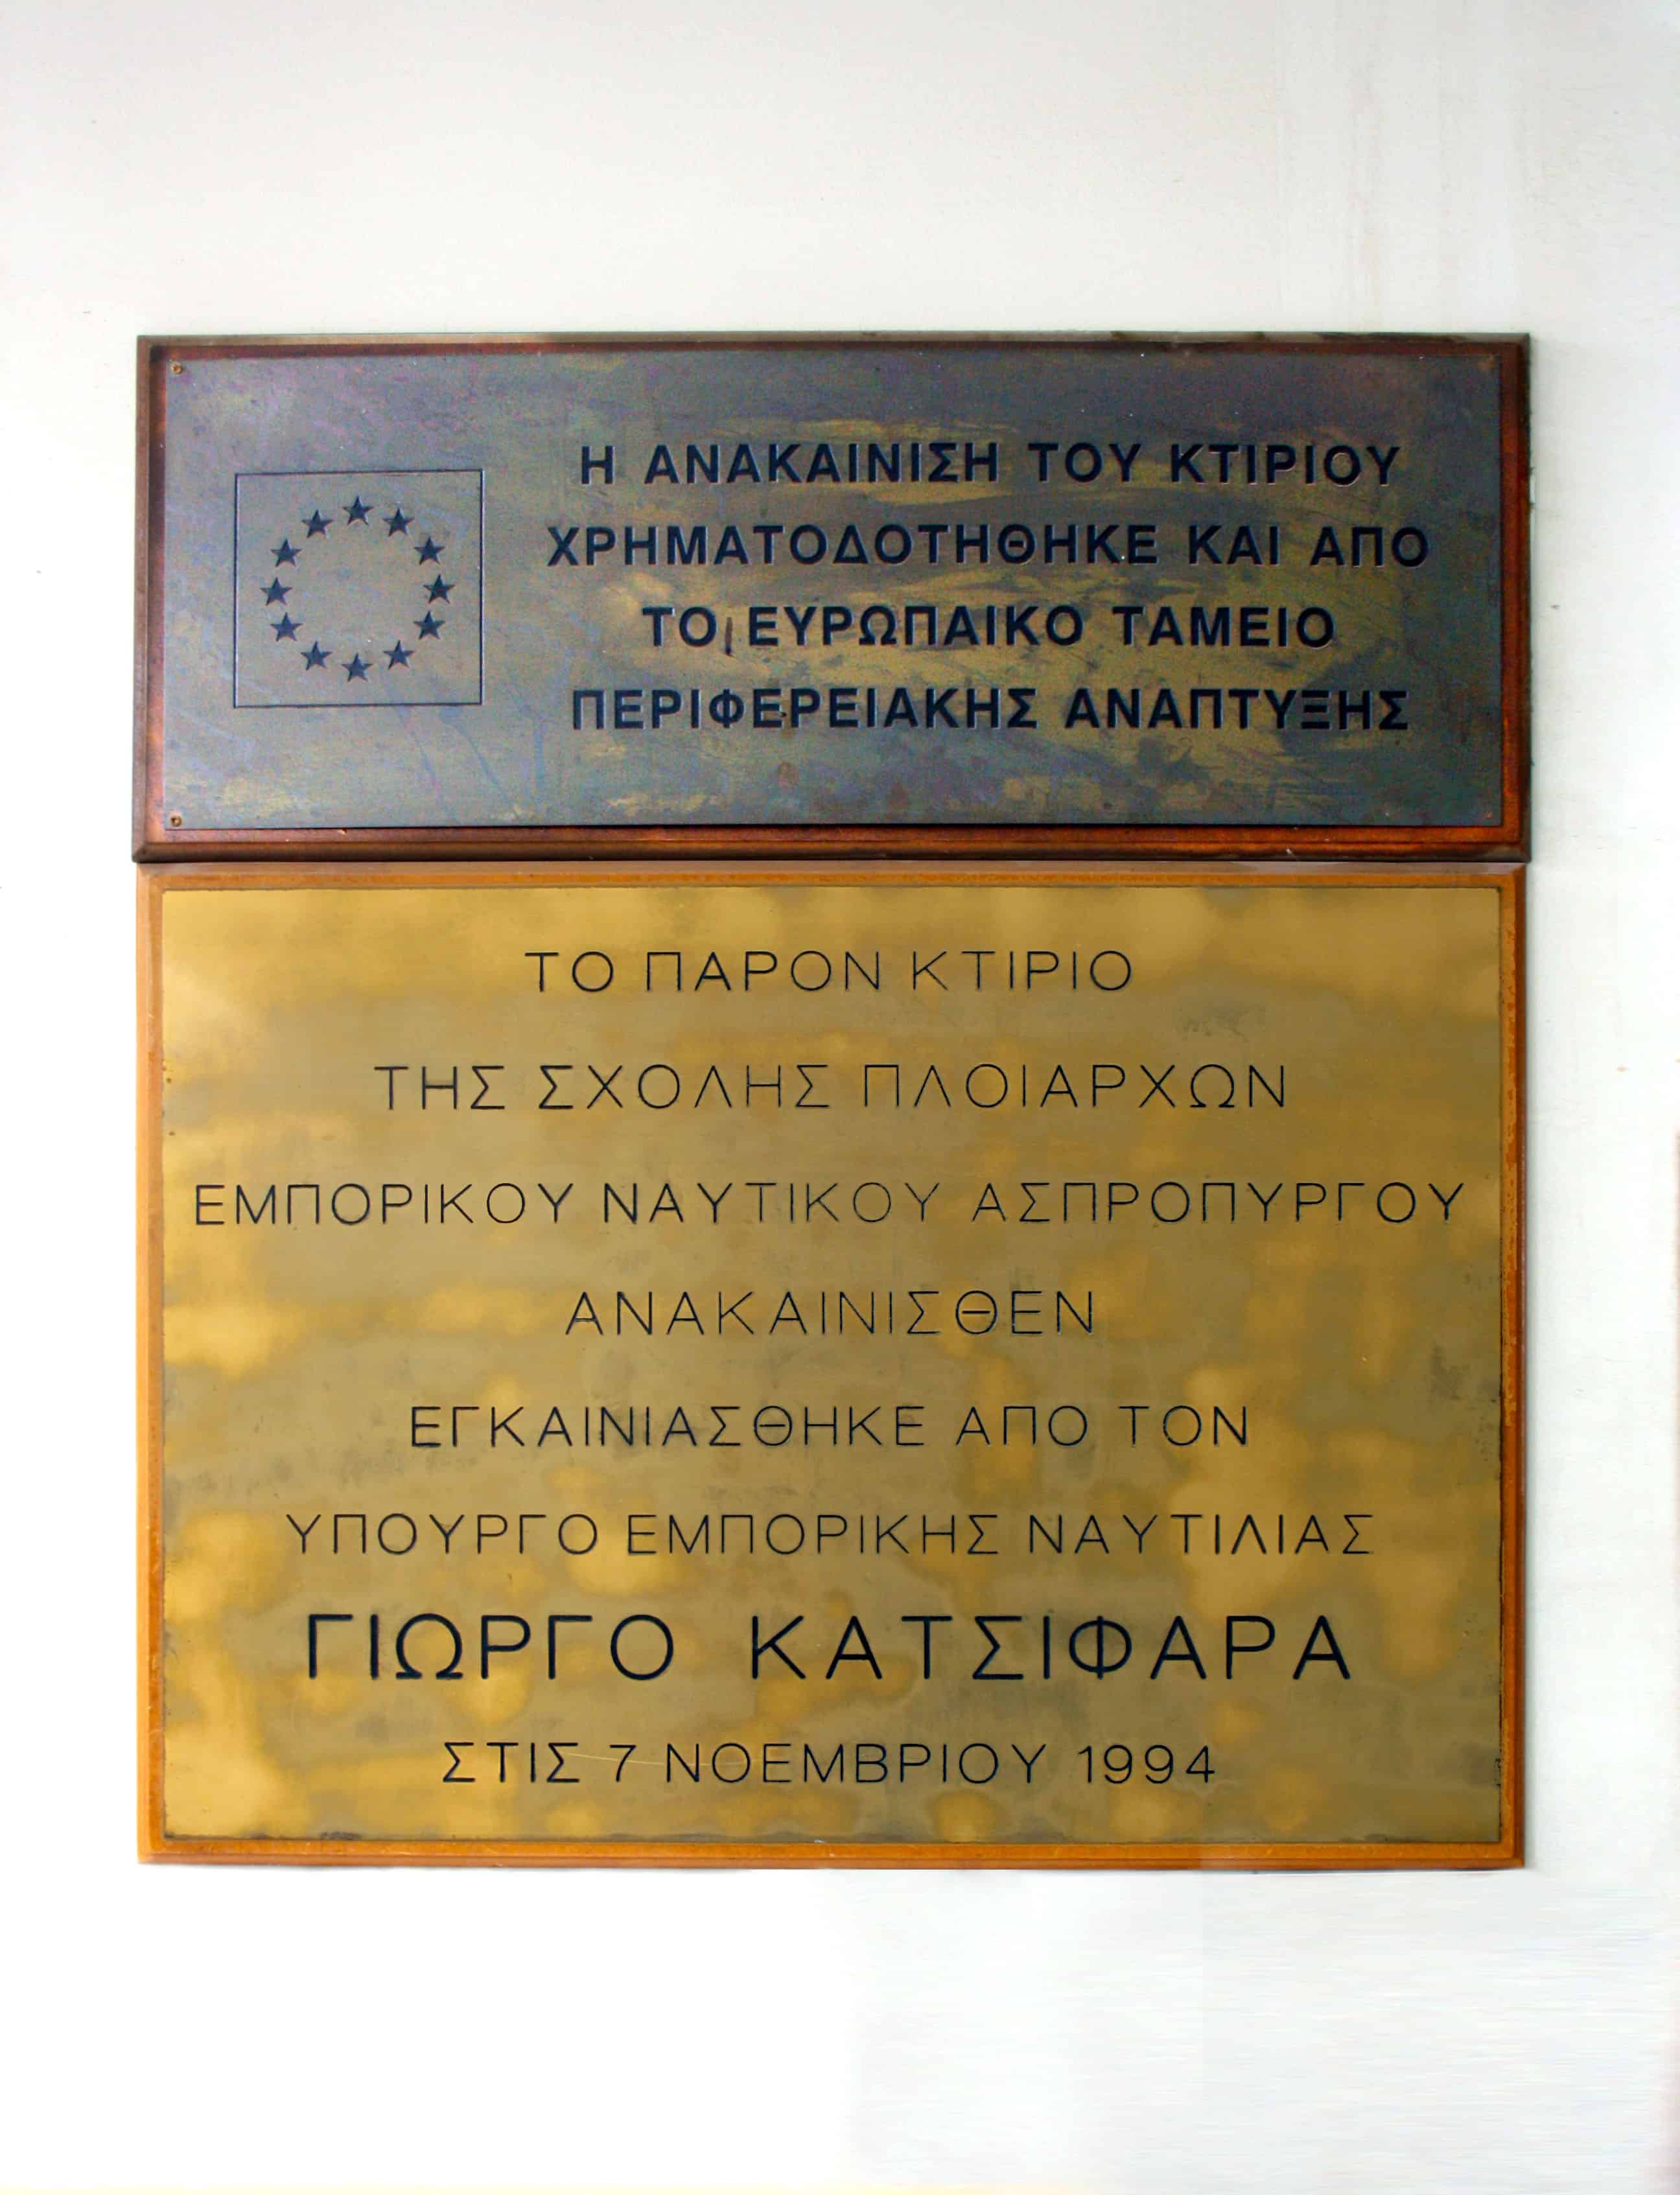 Η ΑΝΑΚΑΙΝΙΣΗ ΤΟΥ ΚΤΙΡΙΟΥ
ΧΡΗΜΑΤΟΔΟΤΗΘΗΚΕ ΚΑΙ ΑΠΟ
ΤΟ ΕΥΡΩΠΑΙΚΟ ΤΑΜΕΙΟ
ΠΕΡΙΦΕΡΕΙΑΚΗΣ ΑΝΑΠΤΥΞΗΣ
ΤΟ ΠΑΡΟΝ ΚΤΙΡΙΟ
ΤΗΣ ΣΧΟΛΗΣ ΠΛΟΙΑΡΧΩΝ
ΕΜΠΟΡΙΚΟΥ ΝΑΥΤΙΚΟΥ ΑΣΠΡΟΠΥΡΓΟΥ
ΑΝΑΚΑΙΝΙΣΘΕΝ
ΕΓΚΑΙΝΙΑΣΘΗΚΕ ΑΠΟ ΤΟΝ
ΥΠΟΥΡΓΟ ΕΜΠΟΡΙΚΗΣ ΝΑΥΤΙΛΙΑΣ
ΓΙΩΡΓΟ ΚΑΤΣΙΦΑΡΑ
ΣΤΙΣ 7 ΝΟΕΜΒΡΙΟΥ 1994